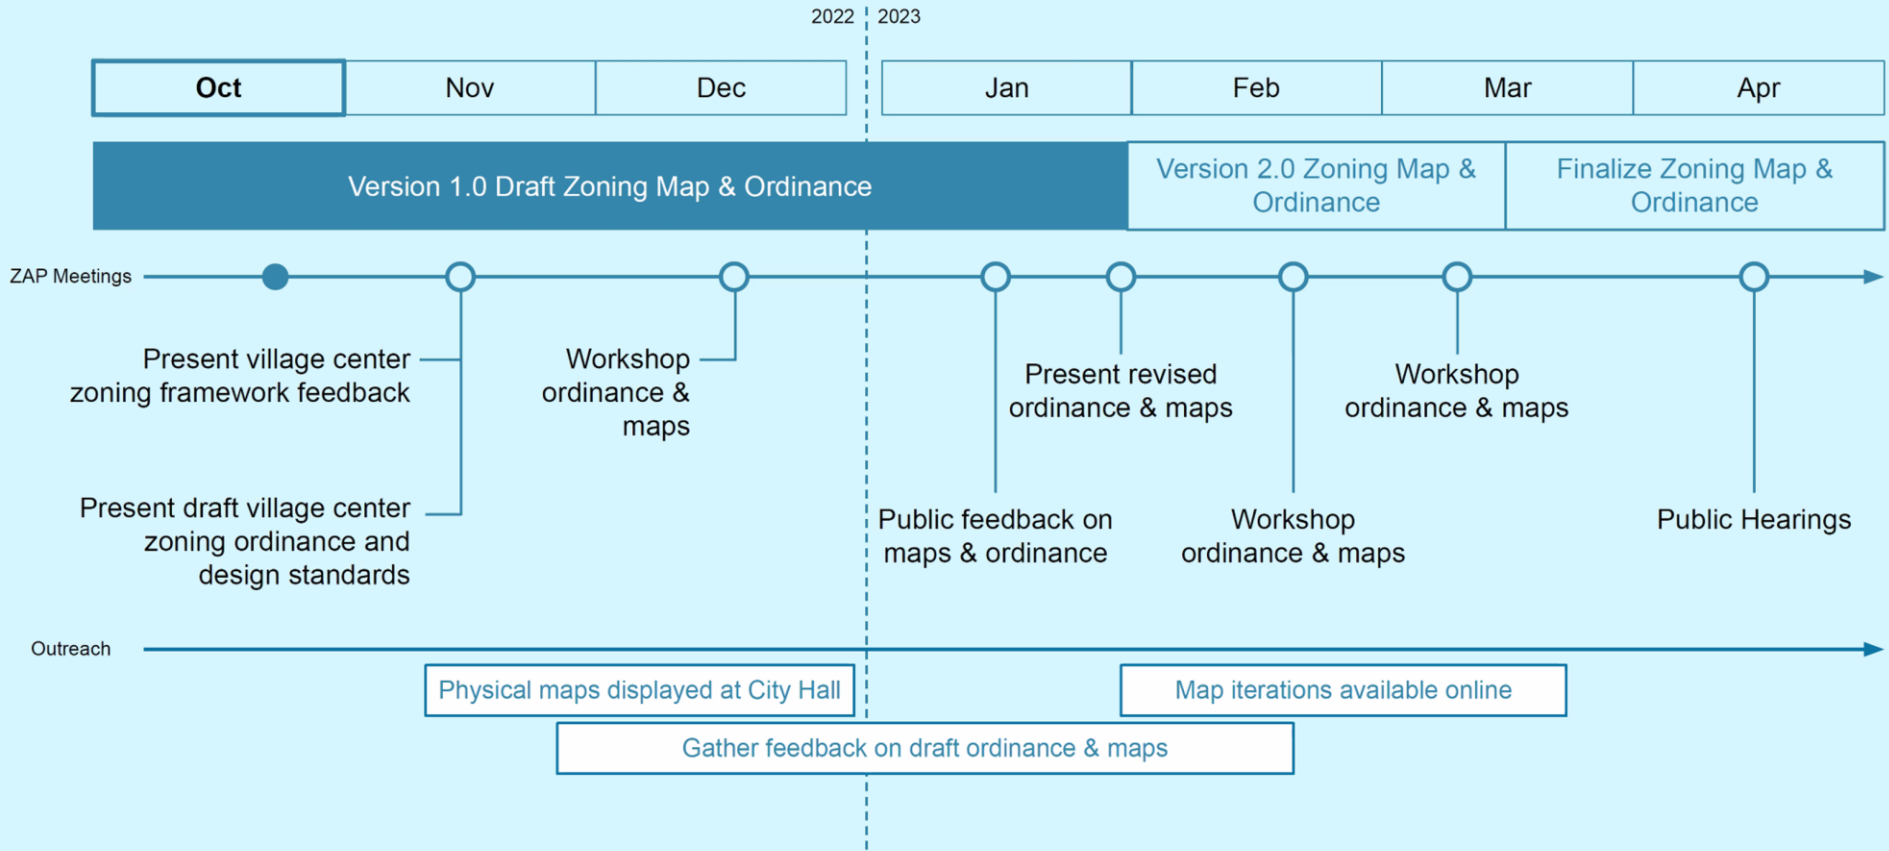 2022 2023
Oct Nov Dec Jan Feb Mar Apr
Version 1.0 Draft Zoning Map & Ordinance
Version 2.0 Zoning Map &
Ordinance
Finalize Zoning Map &
Ordinance
ZAP Meetings
Present village center
zoning framework feedback
Present draft village center
zoning ordinance and
design standards
Workshop
ordinance &
maps
Public feedback on
maps & ordinance
Present revised
ordinance & maps
Workshop
ordinance & maps
Workshop
ordinance & maps
Public Hearings
Outreach
Physical maps displayed at City Hall
Map iterations available online
Gather feedback on draft ordinance & maps